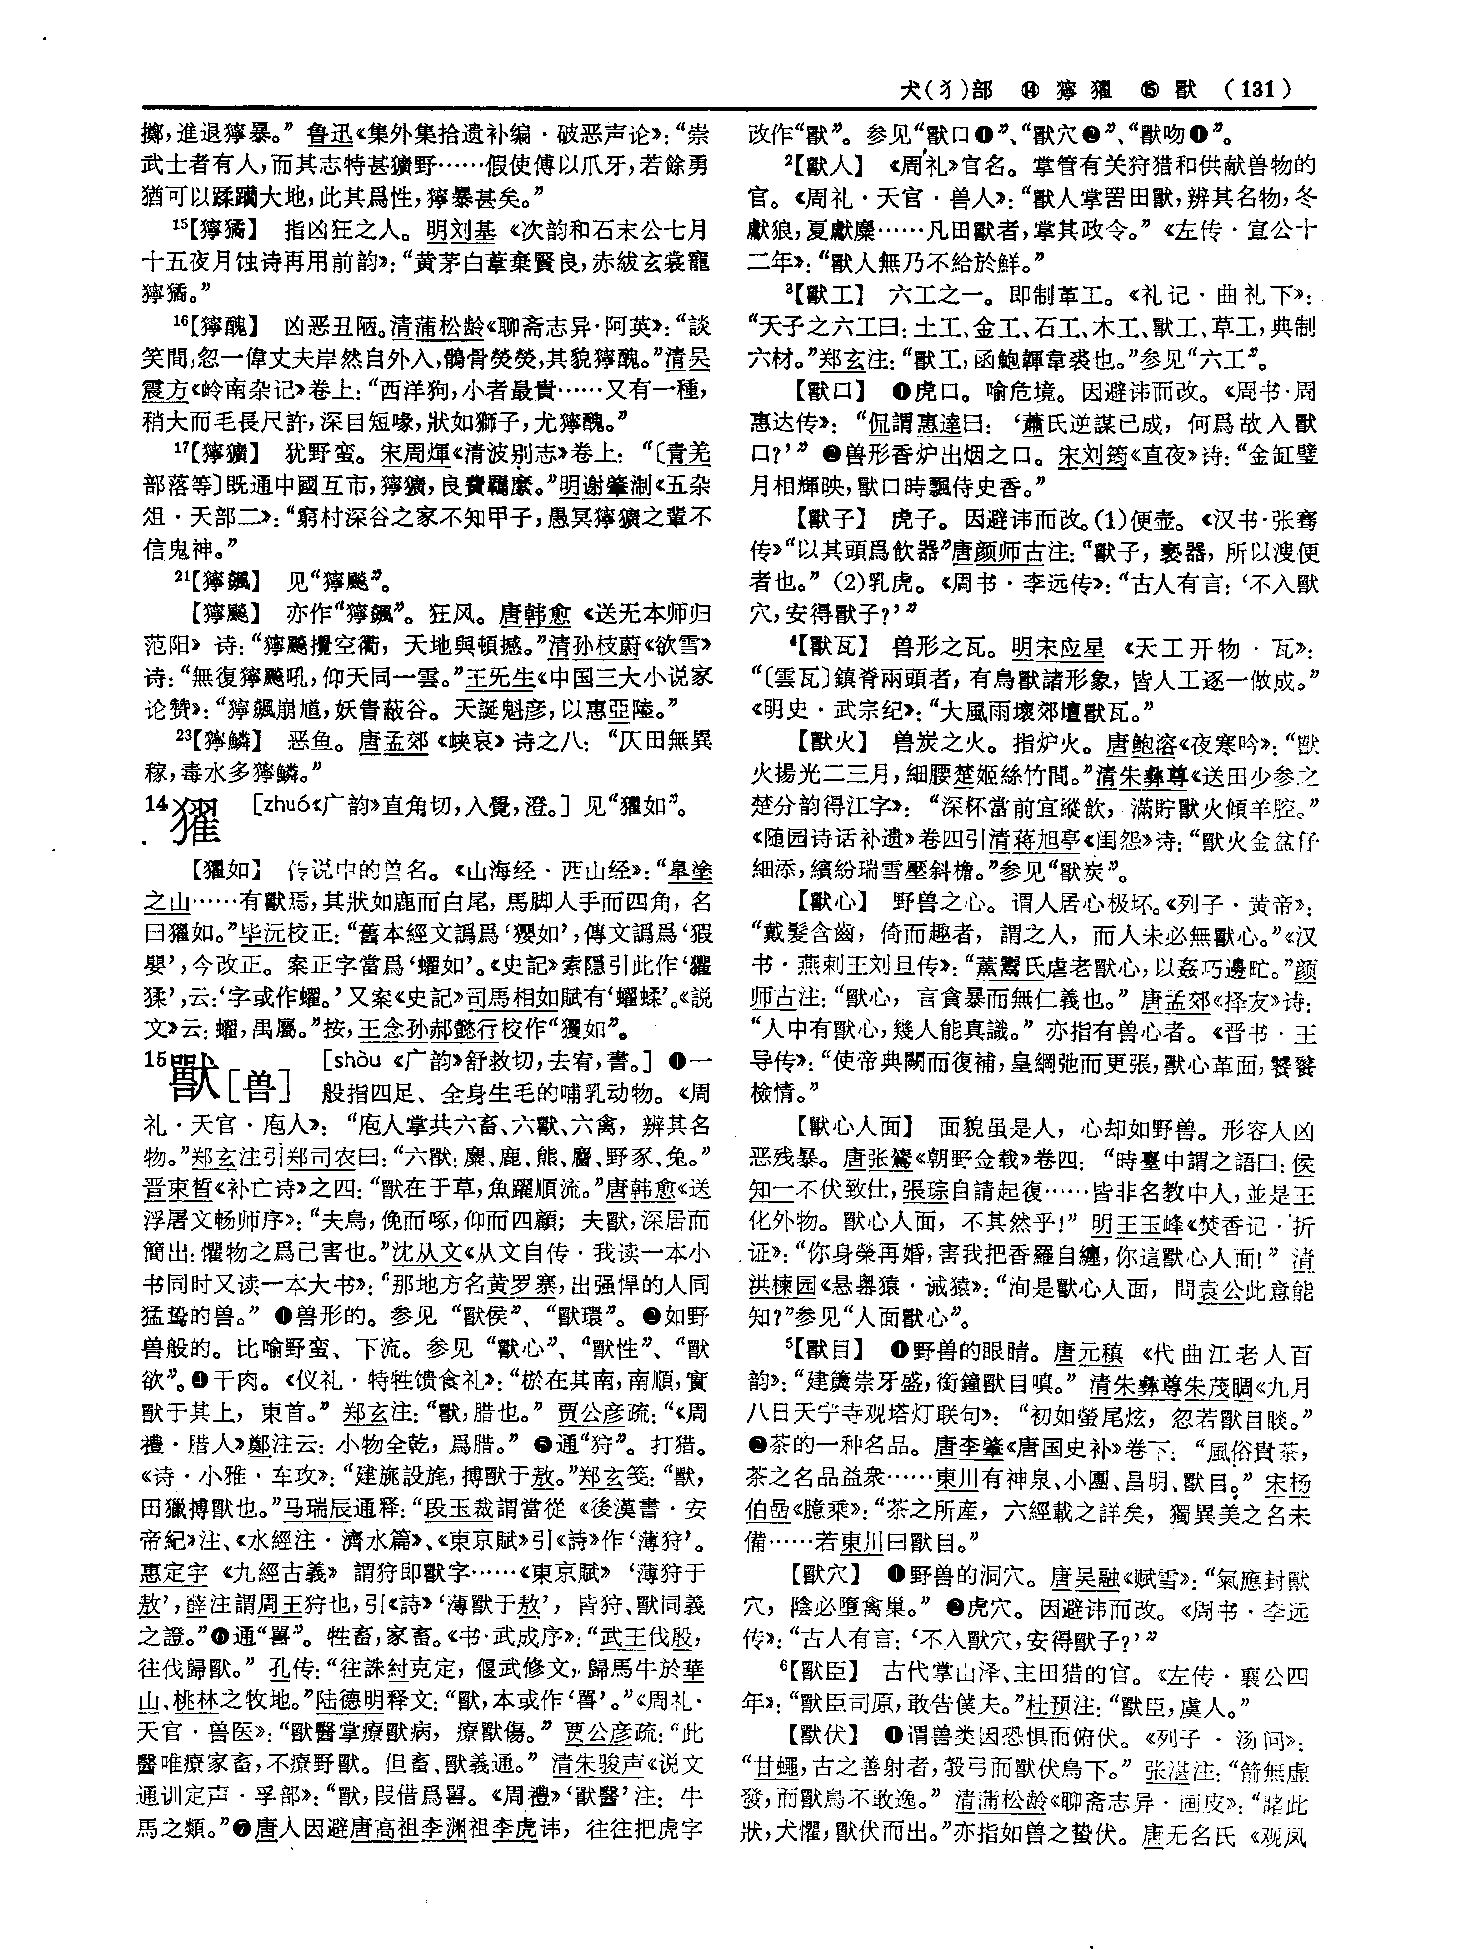 犬(犭)部 ⑭ 獰 玃 ⑮ 獸 (131)
擲,進退獰暴。”魯迅《集外集拾遗补编·破恶声论》:“崇
武士者有人,而其志特甚獷野……假使傅以爪牙,若餘勇
猶可以蹂躪大地,此其爲性,獰暴甚矣。”
15【獰獝】 指凶狂之人。明刘基《次韵和石末公七月
十五夜月蚀诗再用前韵》:“黄茅白葦棄賢良,赤紱玄衮寵
獰獝。”
16【獰醜】 凶恶丑陋。清蒲松龄《聊斋志异·阿英》:“談
笑間,忽一偉丈夫岸然自外入,鶻骨熒熒,其貌獰醜。”清吴
震方《岭南杂记》卷上:“西洋狗,小者最貴……又有一種,
稍大而毛長尺許,深目短喙,狀如獅子,尤獰醜。”
17【獰獷】 犹野蛮。宋周煇《清波别志》卷上:“〔青羌
部落等〕既通中國互市,獰獷,良費羈縻。”明谢肇淛《五杂
俎·天部二》:“窮村深谷之家不知甲子,愚冥獰獷之輩不
信鬼神。”
21【獰飆】 见“獰飈”。
【獰飈】 亦作“獰飆”。狂风。唐韩愈《送无本师归
范阳》诗:“獰飈攪空衢,天地與頓撼。”清孙枝蔚《欲雪》
诗:“無復獰飈吼,仰天同一雲。”王旡生《中国三大小说家
论赞》:“獰飆崩馗,妖眚蔽谷。天誕魁彦,以惠亞陸。”
23【獰鳞】 恶鱼。唐孟郊《峡哀》诗之八:“仄田無異
稼,毒水多獰鳞。”
14 玃 [zhuó《广韵》直角切,入覺,澄。] 见“玃如”。
【玃如】 传说中的兽名。《山海经·西山经》:“皋塗
之山……有獸焉,其狀如鹿而白尾,馬脚人手而四角,名
曰玃如。”毕沅校正:“舊本經文譌爲‘㺔如’,傳文譌爲‘猳
嬰’,今改正。案正字當爲‘蠗如’。《史記》索隱引此作‘玃
猱’,云:‘字或作蠗。’又案《史記》司馬相如賦有‘蠗蝚’。《説
文》云:蠗,禺屬。”按,王念孙郝懿行校作“玃如”。
15 獸[兽] [shòu《广韵》舒救切,去宥,書。] ❶一
般指四足、全身生毛的哺乳动物。《周
礼·天官·庖人》:“庖人掌共六畜、六獸、六禽,辨其名
物。”郑玄注引郑司农曰:“六獸:麋、鹿、熊、麕、野豕、兔。”
晋束皙《补亡诗》之四:“獸在于草,魚躍順流。”唐韩愈《送
浮屠文畅师序》:“夫鳥,俛而啄,仰而四顧;夫獸,深居而
簡出:懼物之爲己害也。”沈从文《从文自传·我读一本小
书同时又读一本大书》:“那地方名黄罗寨,出强悍的人同
猛鸷的兽。” ❶兽形的。参见“獸侯”、“獸環”。❷如野
兽般的。比喻野蛮、下流。参见“獸心”、“獸性”、“獸
欲”。❹干肉。《仪礼·特牲馈食礼》:“棜在其南,南順,實
獸于其上,東首。”郑玄注:“獸,腊也。”贾公彦疏:“《周
禮·腊人》鄭注云:小物全乾,爲腊。”❺通“狩”。打猎。
《诗·小雅·车攻》:“建旐設旄,搏獸于敖。”郑玄笺:“獸,
田獵搏獸也。”马瑞辰通释:“段玉裁謂當從《後漢書·安
帝紀》注、《水經注·濟水篇》、《東京賦》引《詩》作‘薄狩’。
惠定宇《九經古義》謂狩即獸字……《東京賦》‘薄狩于
敖’,薛注謂周王狩也,引《詩》‘薄獸于敖’,皆狩、獸同義
之證。”❻通“嘼”。牲畜,家畜。《书·武成序》:“武王伐殷,
往伐歸獸。”孔传:“往誅紂克定,偃武修文,歸馬牛於華
山、桃林之牧地。”陆德明释文:“獸,本或作‘嘼’。”《周礼·
天官·兽医》:“獸醫掌療獸病,療獸傷。”贾公彦疏:“此
醫唯療家畜,不療野獸。但畜、獸義通。”清朱骏声《说文
通训定声·孚部》:“獸,叚借爲嘼。《周禮》‘獸醫’注:牛
馬之類。”❼唐人因避唐高祖李渊祖李虎讳,往往把虎字
改作“獸”。参见“獸口❶”、“獸穴❷”、“獸吻❶”。
2【獸人】 《周礼》官名。掌管有关狩猎和供献兽物的
官。《周礼·天官·兽人》:“獸人掌罟田獸,辨其名物,冬
獻狼,夏獻麋……凡田獸者,掌其政令。”《左传·宣公十
二年》:“獸人無乃不給於鮮。”
3【獸工】 六工之一。即制革工。《礼记·曲礼下》:
“天子之六工曰:土工、金工、石工、木工、獸工、草工,典制
六材。”郑玄注:“獸工,函鮑韗韋裘也。”参见“六工”。
【獸口】 ❶虎口。喻危境。因避讳而改。《周书·周
惠达传》:“侃謂惠達曰:‘蕭氏逆謀已成,何爲故入獸
口?’” ❷兽形香炉出烟之口。宋刘筠《直夜》诗:“金缸璧
月相輝映,獸口時飄侍史香。”
【獸子】 虎子。因避讳而改。(1)便壶。《汉书·张骞
传》“以其頭爲飲器”唐颜师古注:“獸子,褻器,所以溲便
者也。”(2)乳虎。《周书·李远传》:“古人有言:‘不入獸
穴,安得獸子?’”
4【獸瓦】 兽形之瓦。明宋应星《天工开物·瓦》:
“〔雲瓦〕鎮脊兩頭者,有鳥獸諸形象,皆人工逐一做成。”
《明史·武宗纪》:“大風雨壞郊壇獸瓦。”
【獸火】 兽炭之火。指炉火。唐鲍溶《夜寒吟》:“獸
火揚光二三月,細腰楚姬絲竹間。”清朱彝尊《送田少参之
楚分韵得江字》:“深杯當前宜縱飲,滿貯獸火傾羊腔。”
《随园诗话补遗》卷四引清蒋旭亭《闺怨》诗:“獸火金盆仔
細添,繽紛瑞雪壓斜檐。”参见“獸炭”。
【獸心】 野兽之心。谓人居心极坏。《列子·黄帝》:
“戴髮含齒,倚而趣者,謂之人,而人未必無獸心。”《汉
书·燕剌王刘旦传》:“薰鬻氏虐老獸心,以姦巧邊甿。”颜
师古注:“獸心,言貪暴而無仁義也。”唐孟郊《择友》诗:
“人中有獸心,幾人能真識。”亦指有兽心者。《晋书·王
导传》:“使帝典闕而復補,皇綱弛而更張,獸心革面,饕餮
檢情。”
【獸心人面】 面貌虽是人,心却如野兽。形容人凶
恶残暴。唐张鷟《朝野佥载》卷四:“時臺中謂之語曰:侯
知一不伏致仕,張琮自請起復……皆非名教中人,並是王
化外物。獸心人面,不其然乎!”明王玉峰《焚香记·折
证》:“你身榮再婚,害我把香羅自纏,你這獸心人面!”清
洪楝园《悬嶴猿·诚猿》:“洵是獸心人面,問袁公此意能
知?”参见“人面獸心”。
5【獸目】 ❶野兽的眼睛。唐元稹《代曲江老人百
韵》:“建簴崇牙盛,銜鐘獸目嗔。”清朱彝尊朱茂晭《九月
八日天宁寺观塔灯联句》:“初如螢尾炫,忽若獸目睒。”
❷茶的一种名品。唐李肇《唐国史补》卷下:“風俗貴茶,
茶之名品益衆……東川有神泉、小團、昌明、獸目。”宋杨
伯嵒《臆乘》:“茶之所産,六經載之詳矣,獨異美之名未
備……若東川曰獸目。”
【獸穴】 ❶野兽的洞穴。唐吴融《赋雪》:“氣應封獸
穴,陰必墮禽巢。” ❷虎穴。因避讳而改。《周书·李远
传》:“古人有言:‘不入獸穴,安得獸子?’”
6【獸臣】 古代掌山泽、主田猎的官。《左传·襄公四
年》:“獸臣司原,敢告僕夫。”杜预注:“獸臣,虞人。”
【獸伏】 ❶谓兽类因恐惧而俯伏。《列子·汤问》:
“甘蠅,古之善射者,彀弓而獸伏鳥下。”张湛注:“箭無虚
發,而獸鳥不敢逸。”清蒲松龄《聊斋志异·画皮》:“睹此
狀,犬懼,獸伏而出。”亦指如兽之蛰伏。唐无名氏《观凤